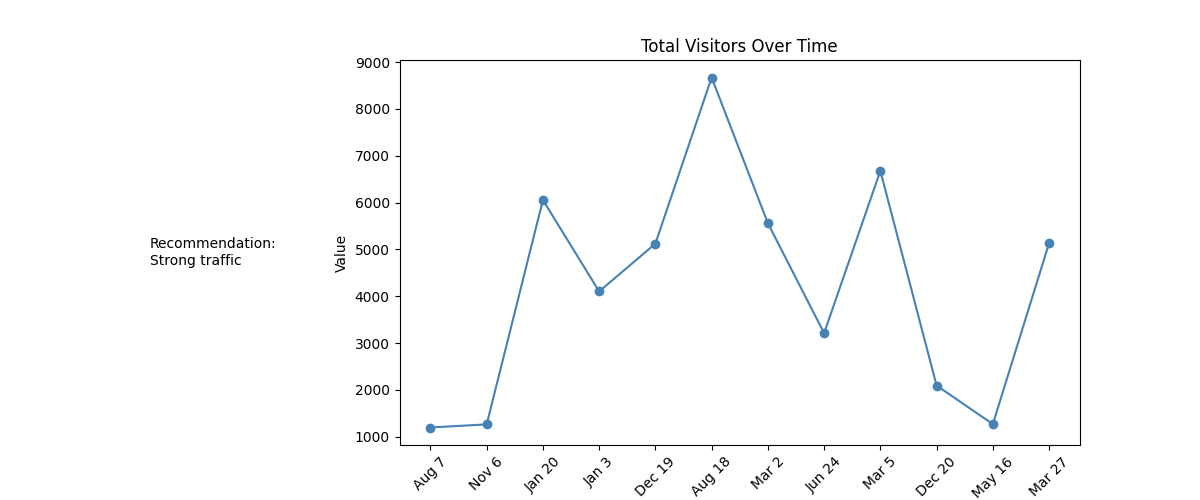 Total Visitors Over Time
Recommendation:
Strong traffic
Value
9000
8000
7000
6000
5000
4000
3000
2000
1000
Aug 7
Nov 6
Jan 20
Jan 3
Dec 19
Aug 18
Mar 2
Jun 24
Mar 5
Dec 20
May 16
Mar 27